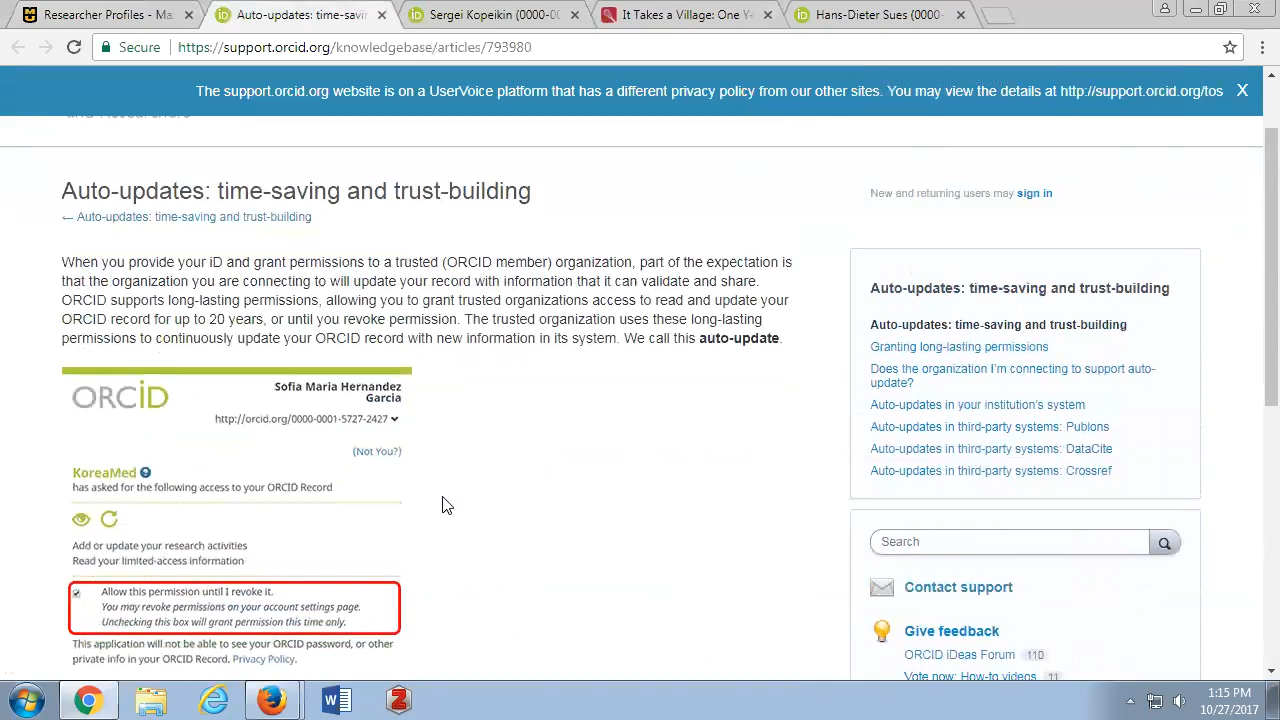 Researcher Profiles - Mas
Auto-updates: time-savin
Sergei Kopeikin (0000-00
It Takes a Village: One Y
Hans-Dieter Sues (0000-
Secure
https://support.orcid.org/knowledgebase/articles/793980
The support.orcid.org website is on a UserVoice platform that has a different privacy policy from our other sites. You may view the details at http://support.orcid.org/tos X
and Researchers
Auto-updates: time-saving and trust-building
← Auto-updates: time-saving and trust-building
When you provide your iD and grant permissions to a trusted (ORCID member) organization, part of the expectation is
that the organization you are connecting to will update your record with information that it can validate and share.
ORCID supports long-lasting permissions, allowing you to grant trusted organizations access to read and update your
ORCID record for up to 20 years, or until you revoke permission. The trusted organization uses these long-lasting
permissions to continuously update your ORCID record with new information in its system. We call this auto-update.
ORCiD
Sofia Maria Hernandez
Garcia
http://orcid.org/0000-0001-5727-2427
(Not You?)
KoreaMed ?
has asked for the following access to your ORCID Record
Add or update your research activities
Read your limited-access information
Allow this permission until I revoke it.
You may revoke permissions on your account settings page.
Unchecking this box will grant permission this time only.
This application will not be able to see your ORCID password, or other
private info in your ORCID Record. Privacy Policy.
New and returning users may sign in
Auto-updates: time-saving and trust-building
Auto-updates: time-saving and trust-building
Granting long-lasting permissions
Does the organization I'm connecting to support auto-
update?
Auto-updates in your institution's system
Auto-updates in third-party systems: Publons
Auto-updates in third-party systems: DataCite
Auto-updates in third-party systems: Crossref
Search
Contact support
Give feedback
ORCID iDeas Forum 110
Vote now: How-to videos 11
1:15 PM
10/27/2017